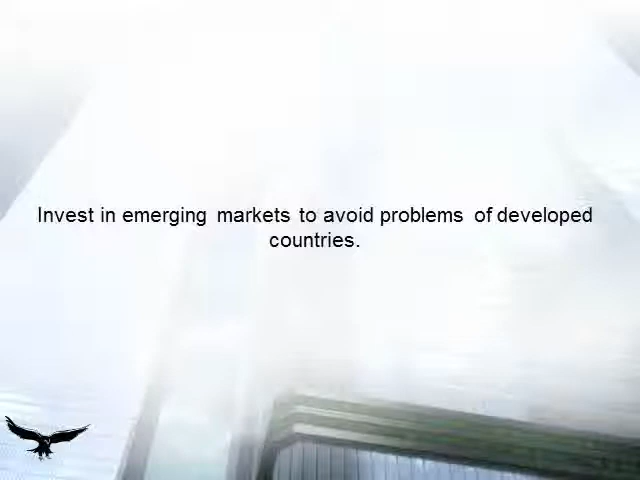 Invest in emerging markets to avoid problems of developed
countries.